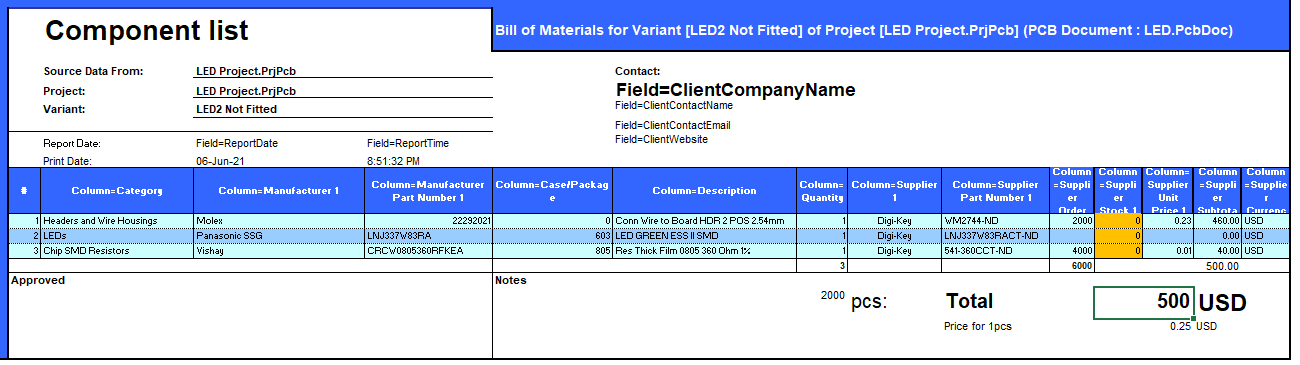 Component list
Bill of Materials for Variant [LED2 Not Fitted] of Project [LED Project.PrjPcb] (PCB Document : LED.PcbDoc)
Source Data From: LED Project.PrjPcb
Project: LED Project.PrjPcb
Variant: LED2 Not Fitted
Contact:
Field=ClientCompanyName
Field=ClientContactName
Field=ClientContactEmail
Field=ClientWebsite
Report Date: Field=ReportDate Field=ReportTime
Print Date: 06-Jun-21 8:51:32 PM
# Column=Category Column=Manufacturer 1 Column=Manufacturer Part Number 1 Column=Case/Package Column=Description Column=Quantity Column=Supplier 1 Column=Supplier Part Number 1 Column=Supplier Order Column=Supplier Stock 1 Column=Supplier Unit Price 1 Column=Supplier Subtota Column=Supplier Currenc
1 Headers and Wire Housings Molex 22292021 0 Conn Wire to Board HDR 2 POS 2.54mm 1 Digi-Key WM2744-ND 2000 0 0.23 460.00 USD
2 LEDs Panasonic SSG LNJ337W83RA 603 LED GREEN ESS II SMD 1 Digi-Key LNJ337W83RACT-ND 0 0.00 USD
3 Chip SMD Resistors Vishay CRCW0805360RFKEA 805 Res Thick Film 0805 360 Ohm 1% 1 Digi-Key 541-360CCT-ND 4000 0 0.01 40.00 USD
3 6000 500.00
Approved
Notes
2000 pcs: Total 500 USD
Price for 1pcs 0.25 USD